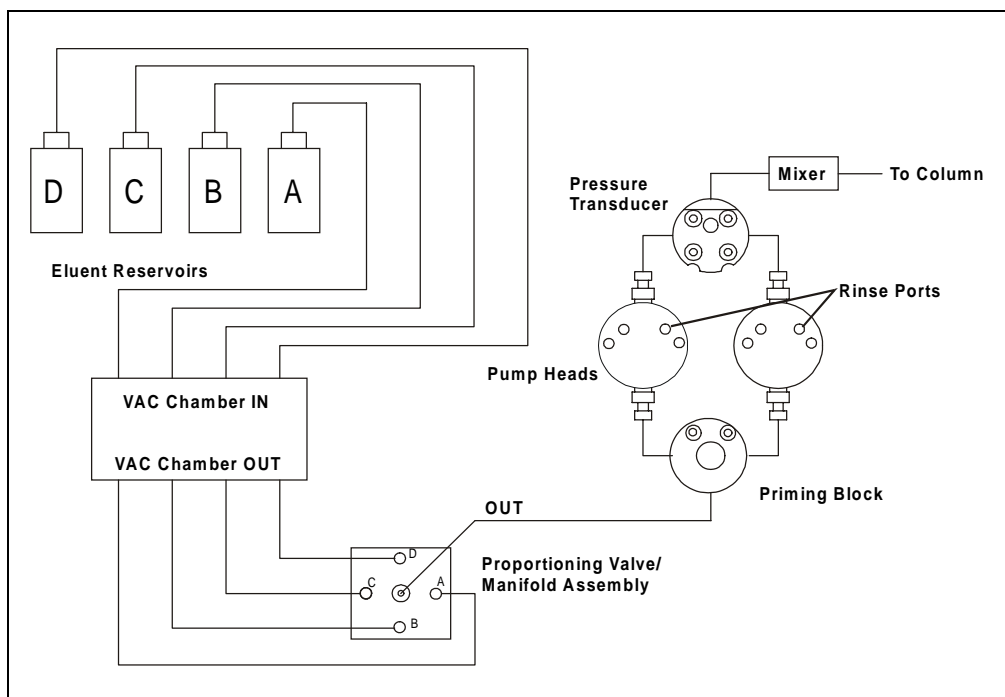 D
C
B
A
Eluent Reservoirs
Pressure
Transducer
Mixer
To Column
Rinse Ports
Pump Heads
VAC Chamber IN
VAC Chamber OUT
Priming Block
OUT
Proportioning Valve/
Manifold Assembly
D
C
A
B